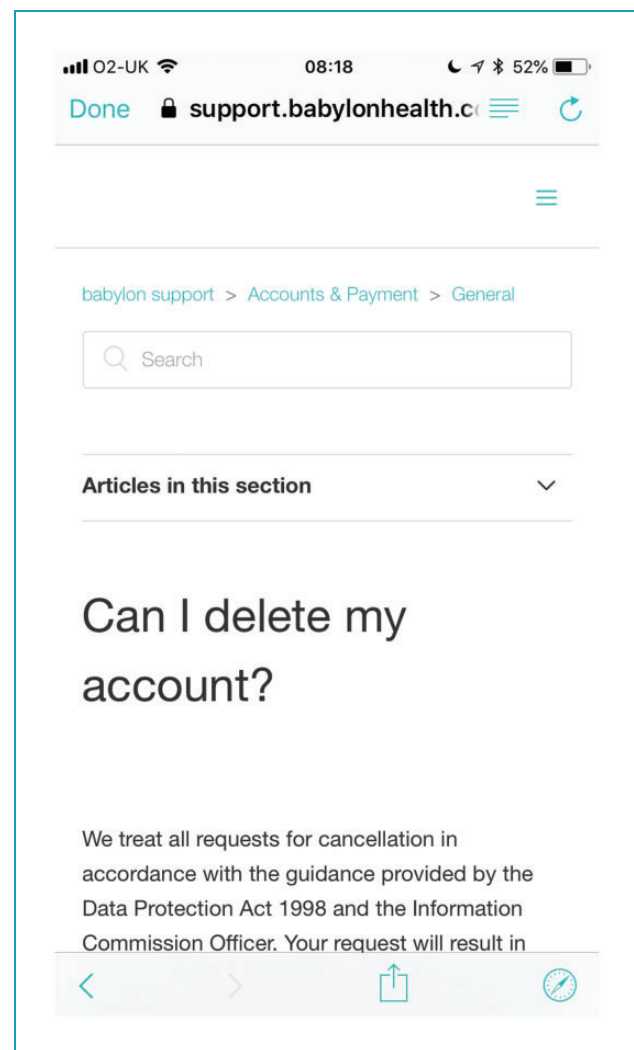 O2-UK 08:18 52%
Done support.babylonhealth.c
babylon support > Accounts & Payment > General
Search
Articles in this section
Can I delete my
account?
We treat all requests for cancellation in
accordance with the guidance provided by the
Data Protection Act 1998 and the Information
Commission Officer. Your request will result in